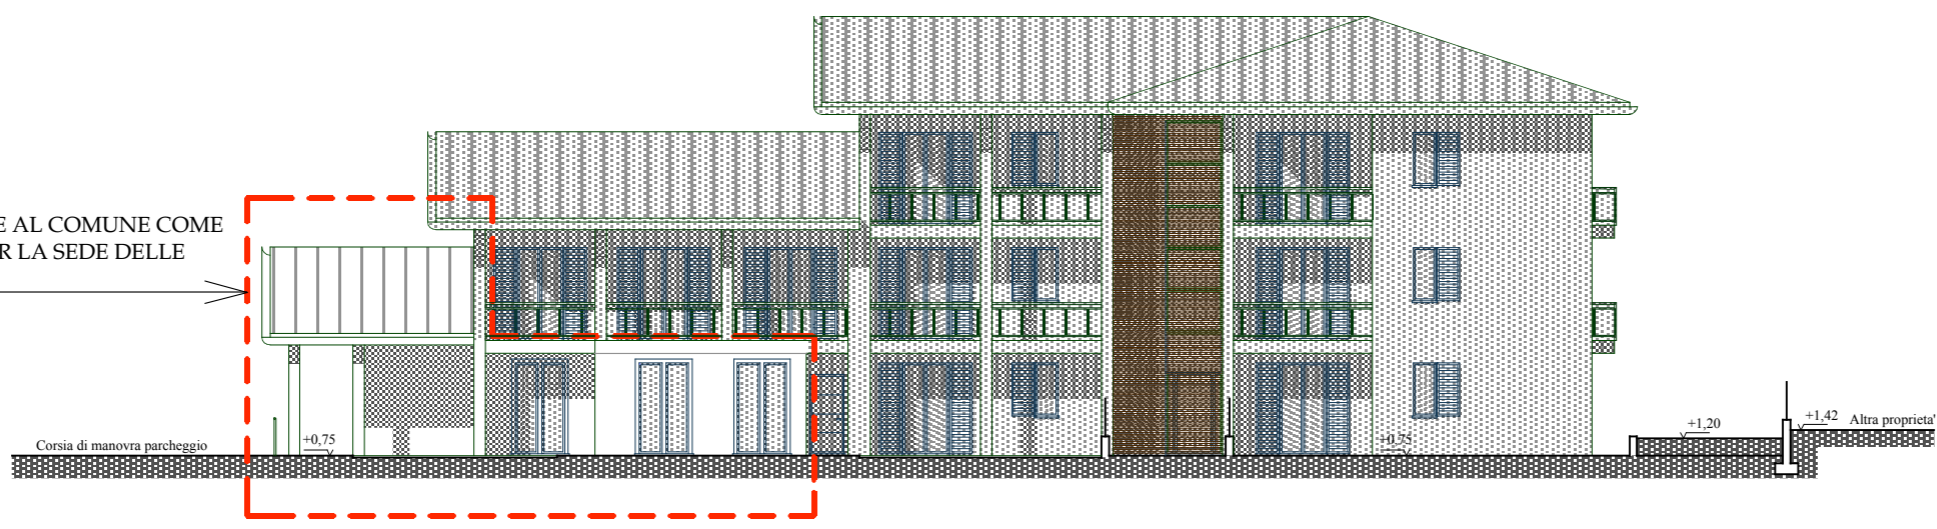 E AL COMUNE COME
R LA SEDE DELLE
Corsia di manovra parcheggio
+0,75
+0,75
+1,20
+1,42
Altra proprieta'